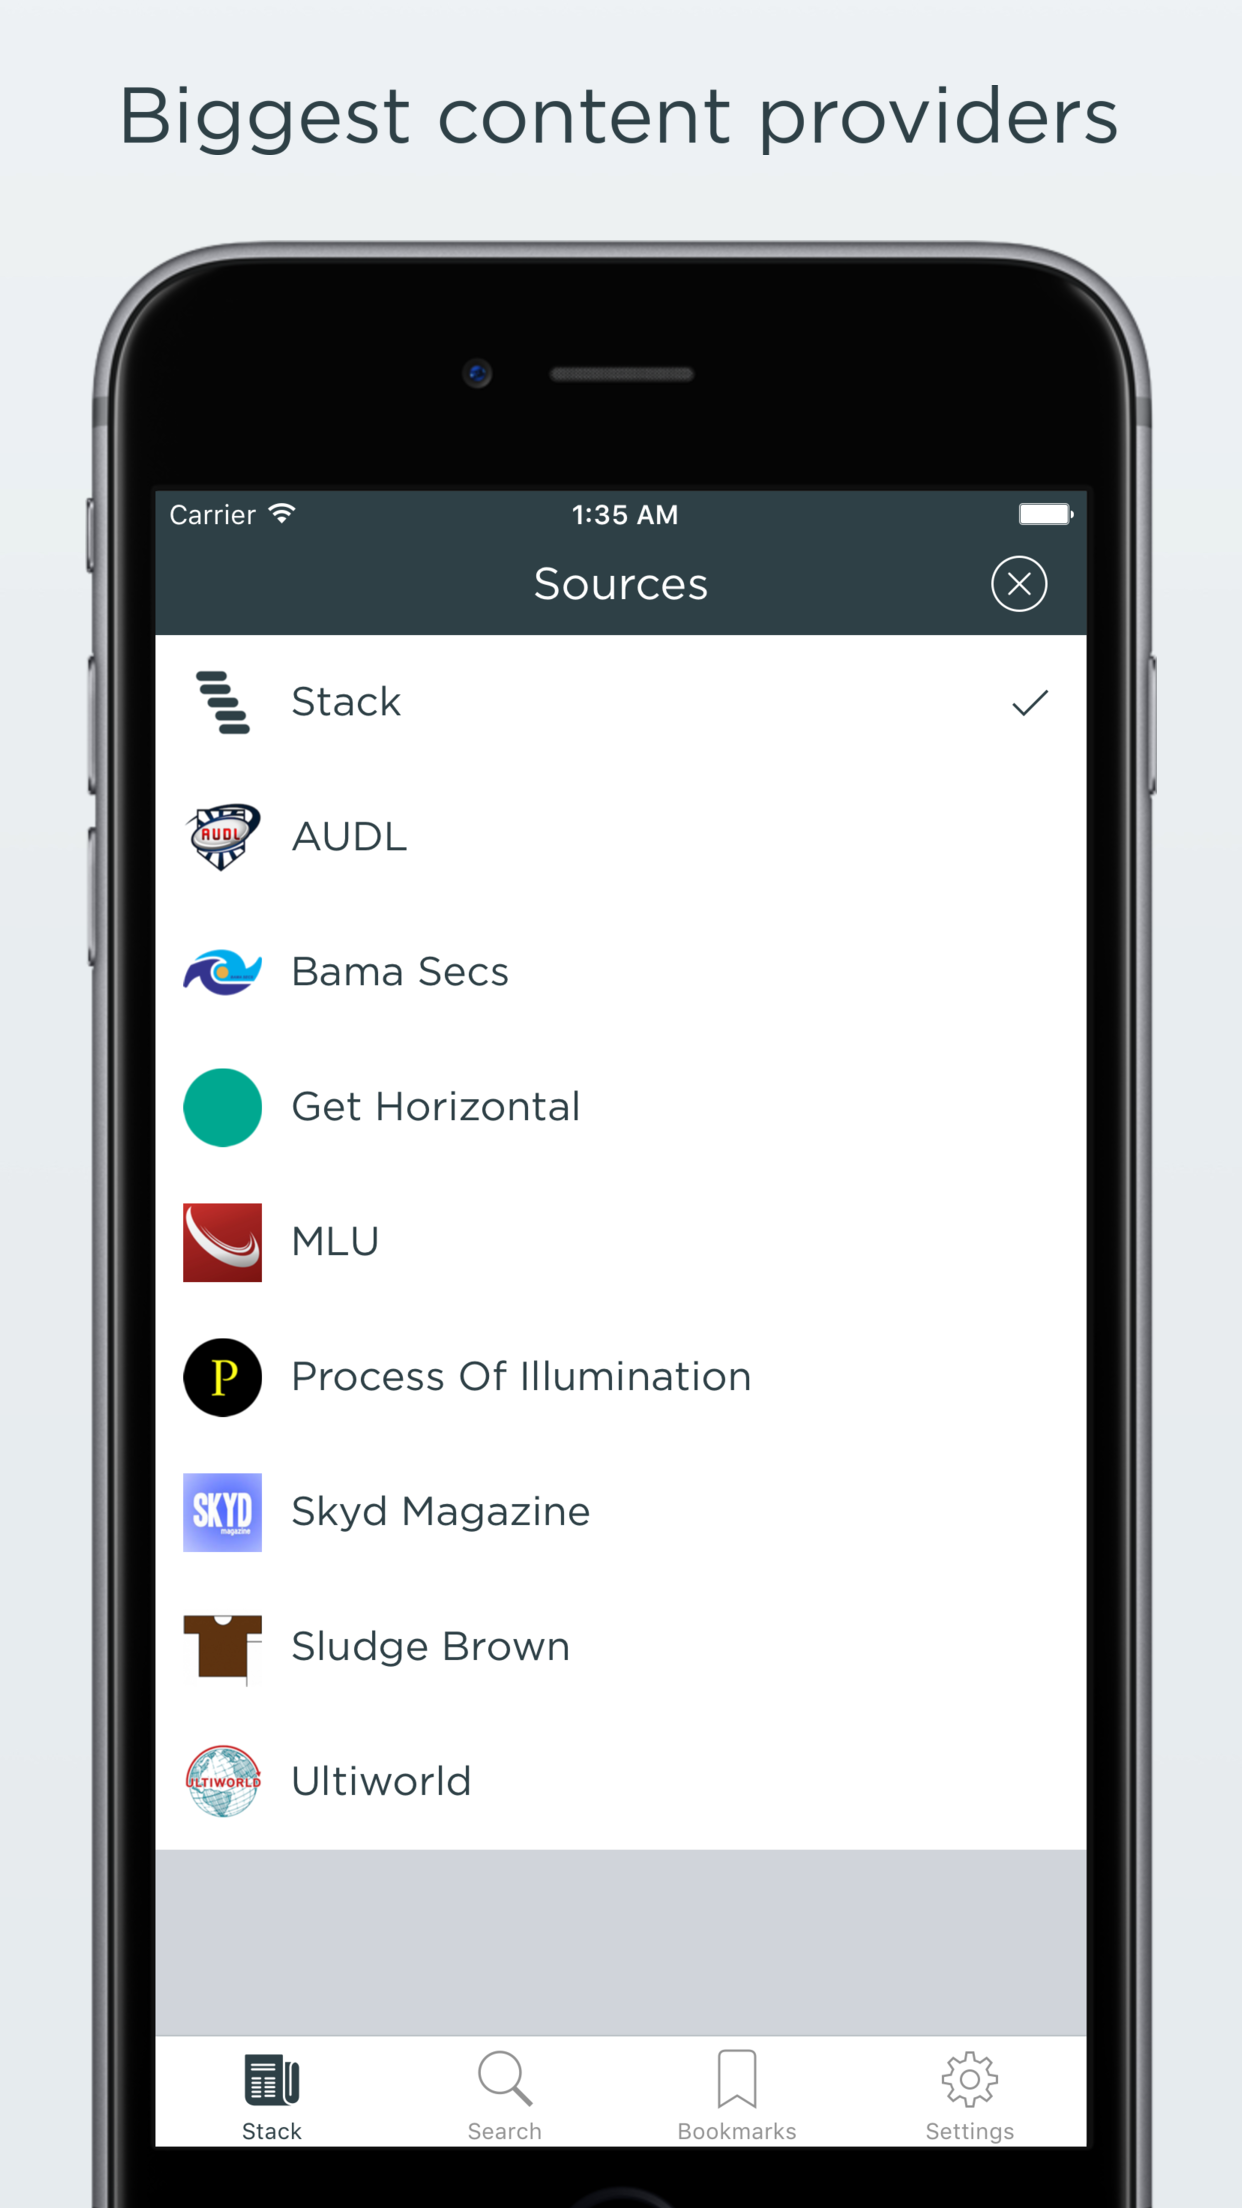 Biggest content providers
Carrier
1:35 AM
Sources
Stack
AUDL
AUDL
Bama Secs
Get Horizontal
MLU
P
Process Of Illumination
SKYD
magazine
Skyd Magazine
Sludge Brown
ULTIWORLD
Ultiworld
Stack
Search
Bookmarks
Settings